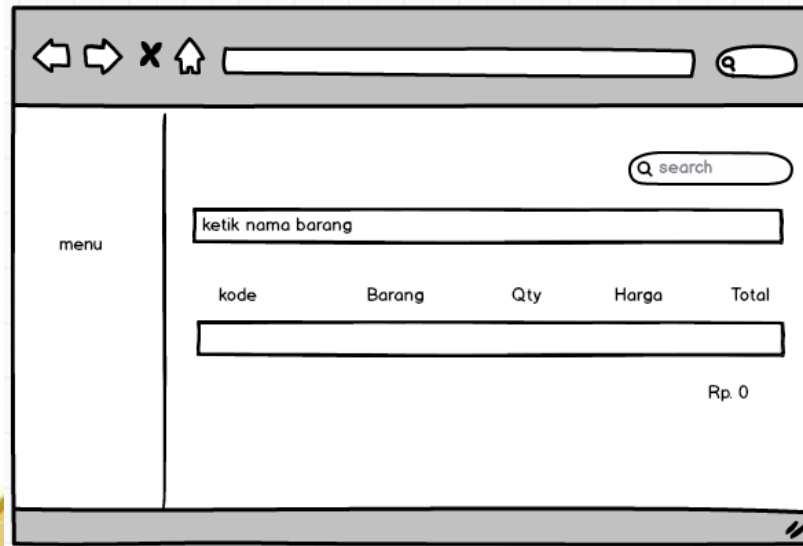 search
ketik nama barang
menu
kode Barang Qty Harga Total
Rp. 0